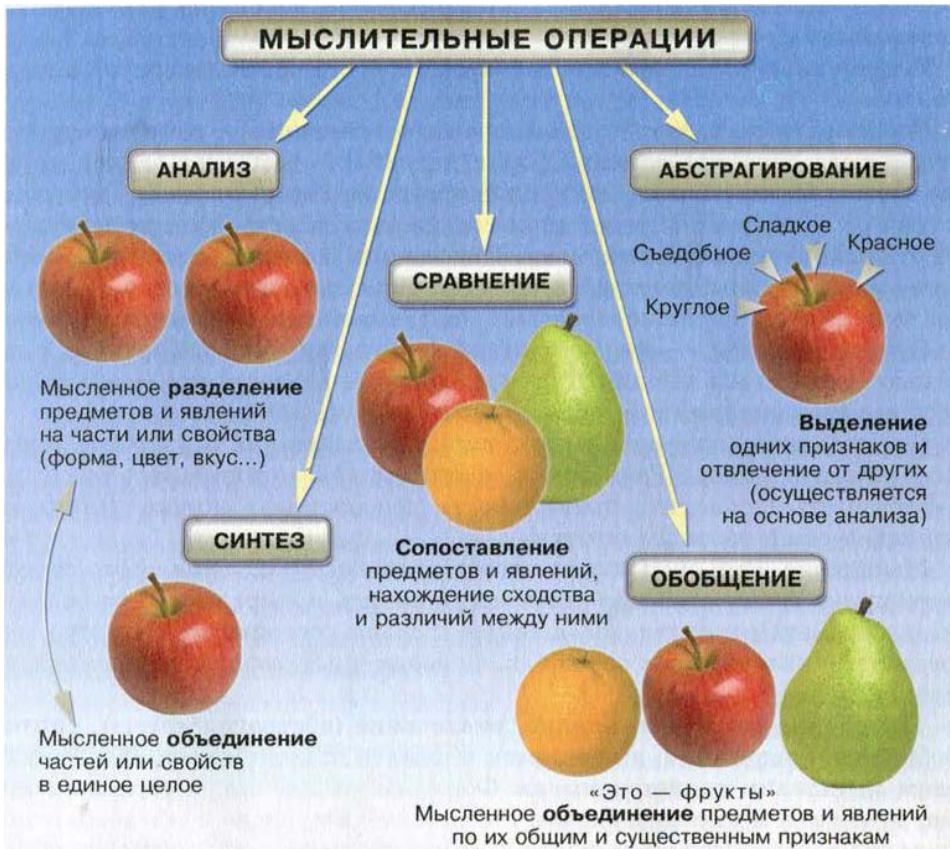 МЫСЛИТЕЛЬНЫЕ ОПЕРАЦИИ
АНАЛИЗ
Мысленное разделение
предметов и явлений
на части или свойства
(форма, цвет, вкус...)
СИНТЕЗ
Мысленное объединение
частей или свойств
в единое целое
СРАВНЕНИЕ
Сопоставление
предметов и явлений,
нахождение сходства
и различий между ними
АБСТРАГИРОВАНИЕ
Сладкое
Съедобное
Красное
Круглое
Выделение
одних признаков и
отвлечение от других
(осуществляется
на основе анализа)
ОБОБЩЕНИЕ
«Это — фрукты»
Мысленное объединение предметов и явлений
по их общим и существенным признакам